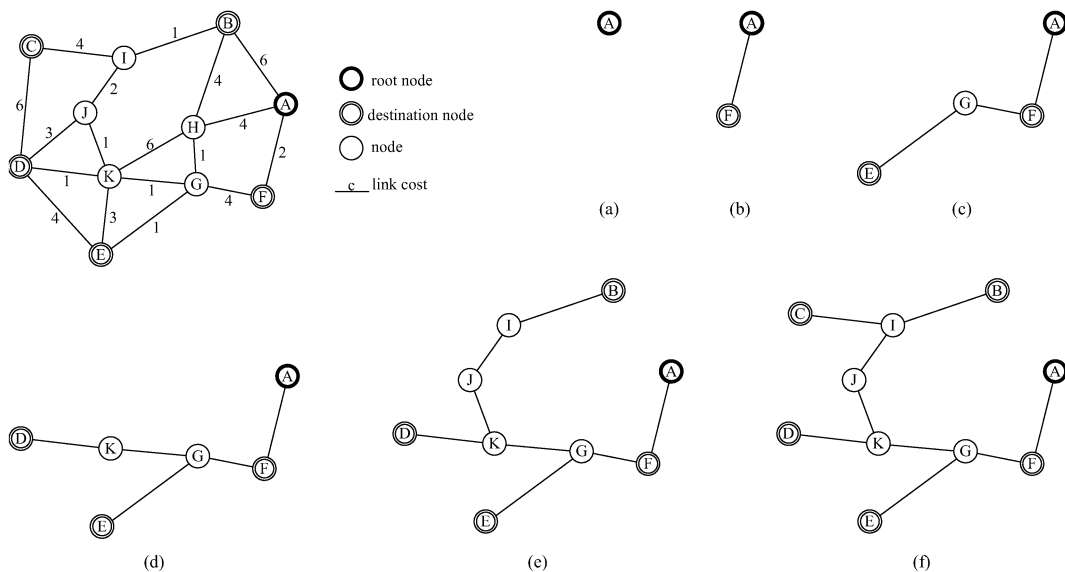 B
C
4
I
1
6
A
4
2
J
6
3
H
4
1
6
1
2
D
1
K
1
G
4
F
4
3
1
E
root node
destination node
node
c link cost
A
(a)
A
F
(b)
A
G
F
E
(c)
A
D
K
G
F
E
(d)
B
I
J
A
D
K
G
F
E
(e)
B
C
I
J
A
D
K
G
F
E
(f)